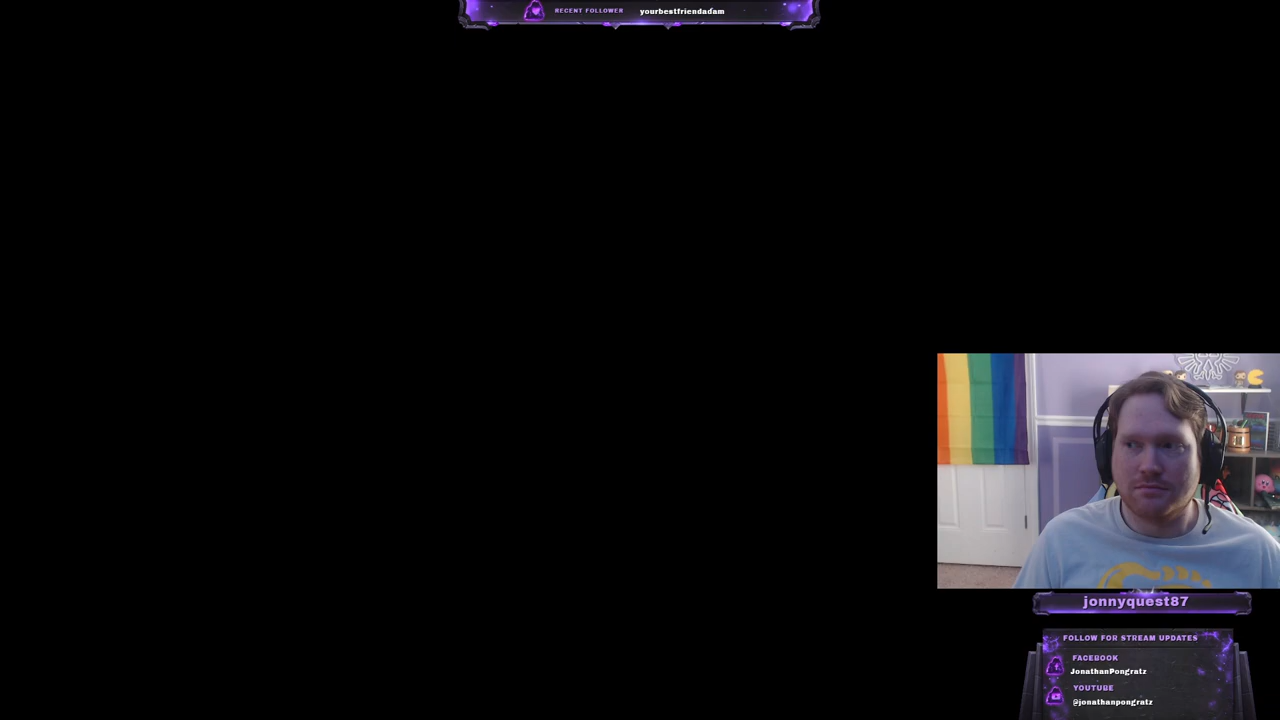 RECENT FOLLOWER yourbestfriendadam
jonnyquest87
FOLLOW FOR STREAM UPDATES
FACEBOOK
JonathanPongratz
YOUTUBE
@jonathanpongratz